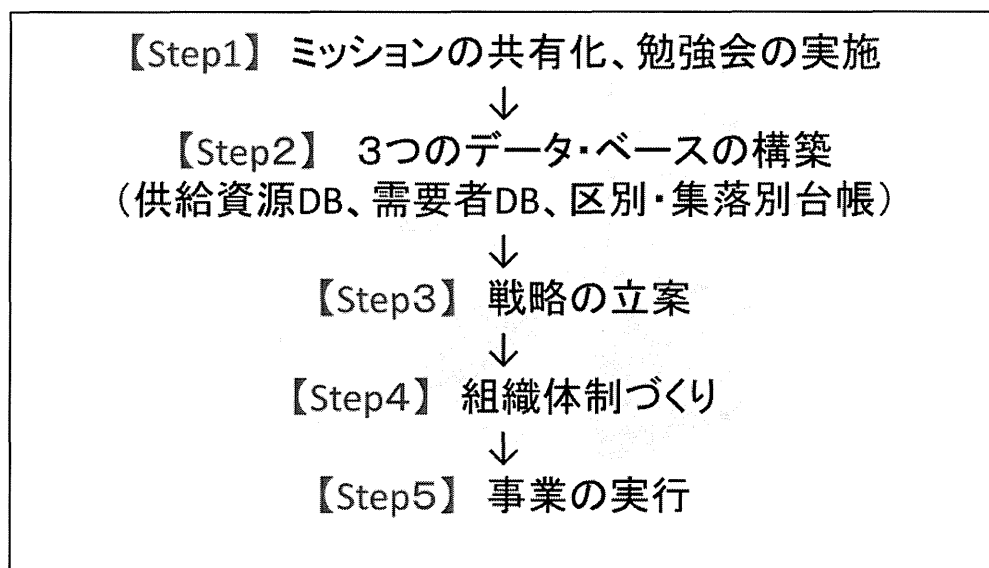 【Step1】 ミッションの共有化、勉強会の実施
↓
【Step2】 3つのデータ・ベースの構築
（供給資源DB、需要者DB、区別・集落別台帳）
↓
【Step3】 戦略の立案
↓
【Step4】 組織体制づくり
↓
【Step5】 事業の実行